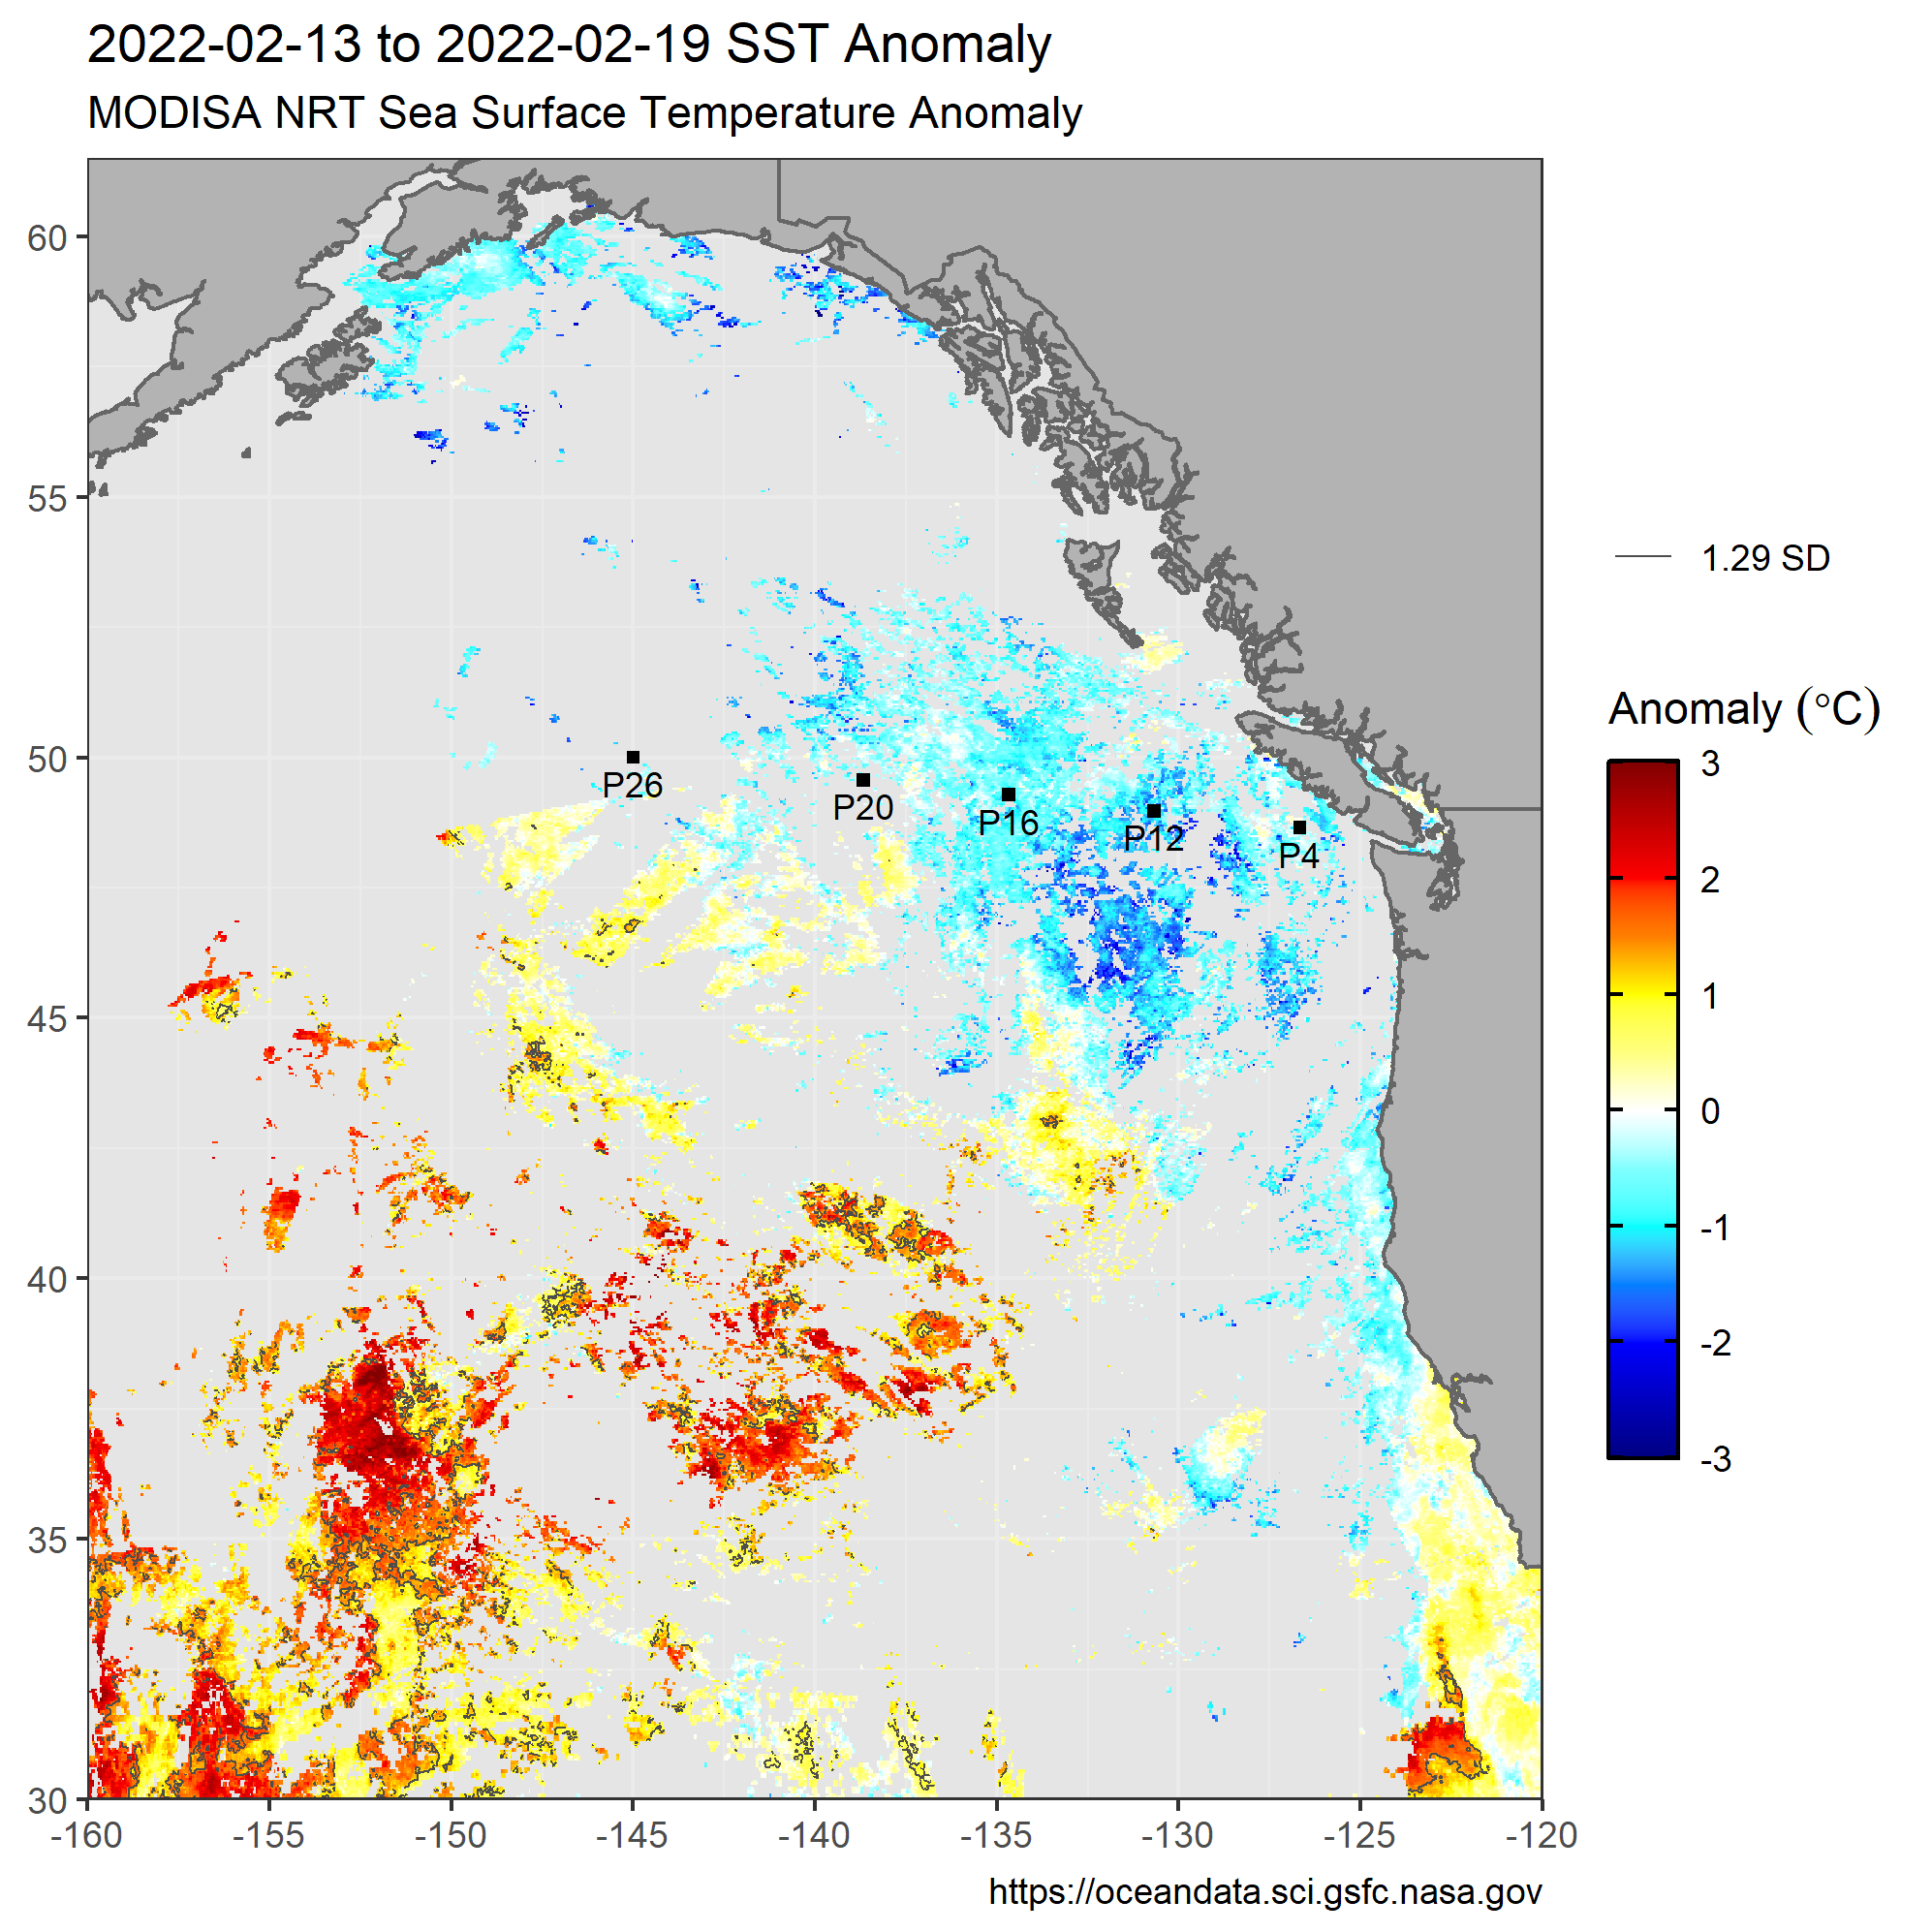 2022-02-13 to 2022-02-19 SST Anomaly
MODISA NRT Sea Surface Temperature Anomaly
60
55
50
45
40
35
30
-160
-155
-150
-145
-140
-135
-130
-125
-120
P26
P20
P16
P12
P4
1.29 SD
Anomaly (°C)
3
2
1
0
-1
-2
-3
https://oceandata.sci.gsfc.nasa.gov